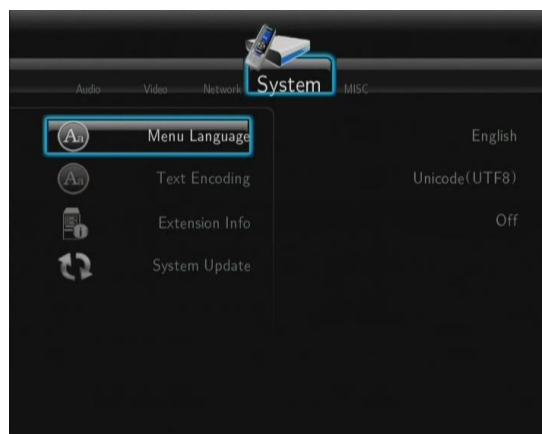 Audio Video Network System MISC
Menu Language English
Text Encoding Unicode(UTF8)
Extension Info Off
System Update